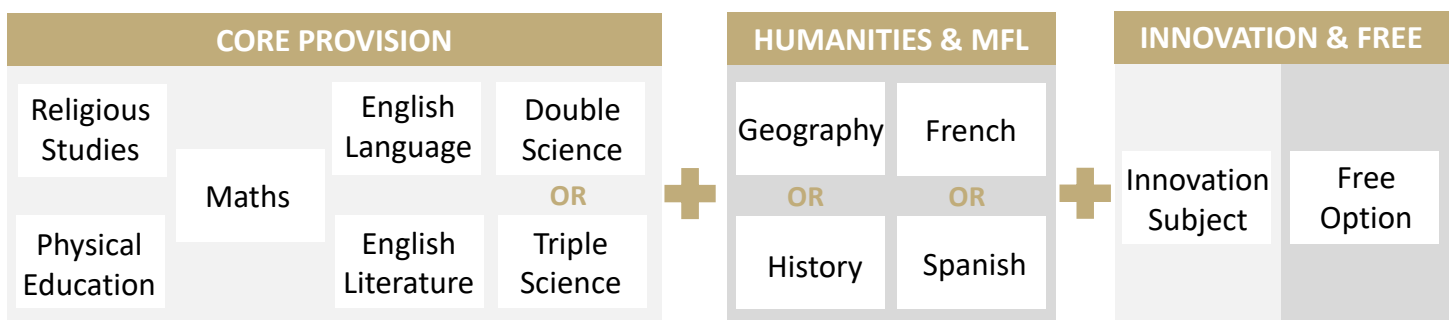 CORE PROVISION
Religious
Studies
Physical
Education
Maths
English
Language
English
Literature
Double
Science
OR
Triple
Science
HUMANITIES & MFL
Geography
OR
History
French
OR
Spanish
INNOVATION & FREE
Innovation
Subject
Free
Option